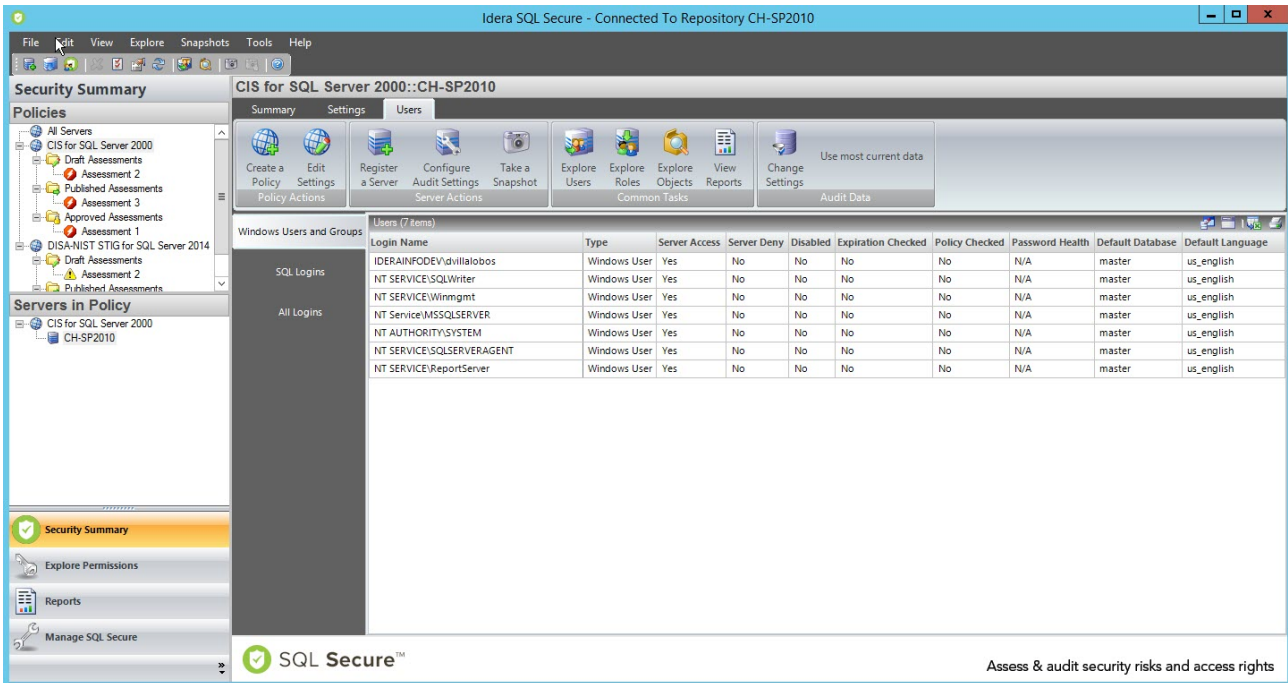 Idera SQL Secure - Connected To Repository CH-SP2010
File Edit View Explore Snapshots Tools Help
Security Summary
Policies
All Servers
CIS for SQL Server 2000
Draft Assessments
Assessment 2
Published Assessments
Assessment 3
Approved Assessments
Assessment 1
DISA-NIST STIG for SQL Server 2014
Draft Assessments
Assessment 2
Published Assessments
Servers in Policy
CIS for SQL Server 2000
CH-SP2010
Security Summary
Explore Permissions
Reports
Manage SQL Secure
CIS for SQL Server 2000::CH-SP2010
Summary Settings Users
Create a Policy Edit Settings Register a Server Configure Audit Settings Take a Snapshot Explore Users Explore Roles Explore Objects View Reports Change Settings Use most current data
Policy Actions Server Actions Common Tasks Audit Data
Windows Users and Groups
SQL Logins
All Logins
Users (7 items)
Login Name Type Server Access Server Deny Disabled Expiration Checked Policy Checked Password Health Default Database Default Language
IDERAINFODEV\dvillalobos Windows User Yes No No No No N/A master us_english
NT SERVICE\SQLWriter Windows User Yes No No No No N/A master us_english
NT SERVICE\Winmgmt Windows User Yes No No No No N/A master us_english
NT Service\MSSQLSERVER Windows User Yes No No No No N/A master us_english
NT AUTHORITY\SYSTEM Windows User Yes No No No No N/A master us_english
NT SERVICE\SQLSERVERAGENT Windows User Yes No No No No N/A master us_english
NT SERVICE\ReportServer Windows User Yes No No No No N/A master us_english
SQL Secure™
Assess & audit security risks and access rights